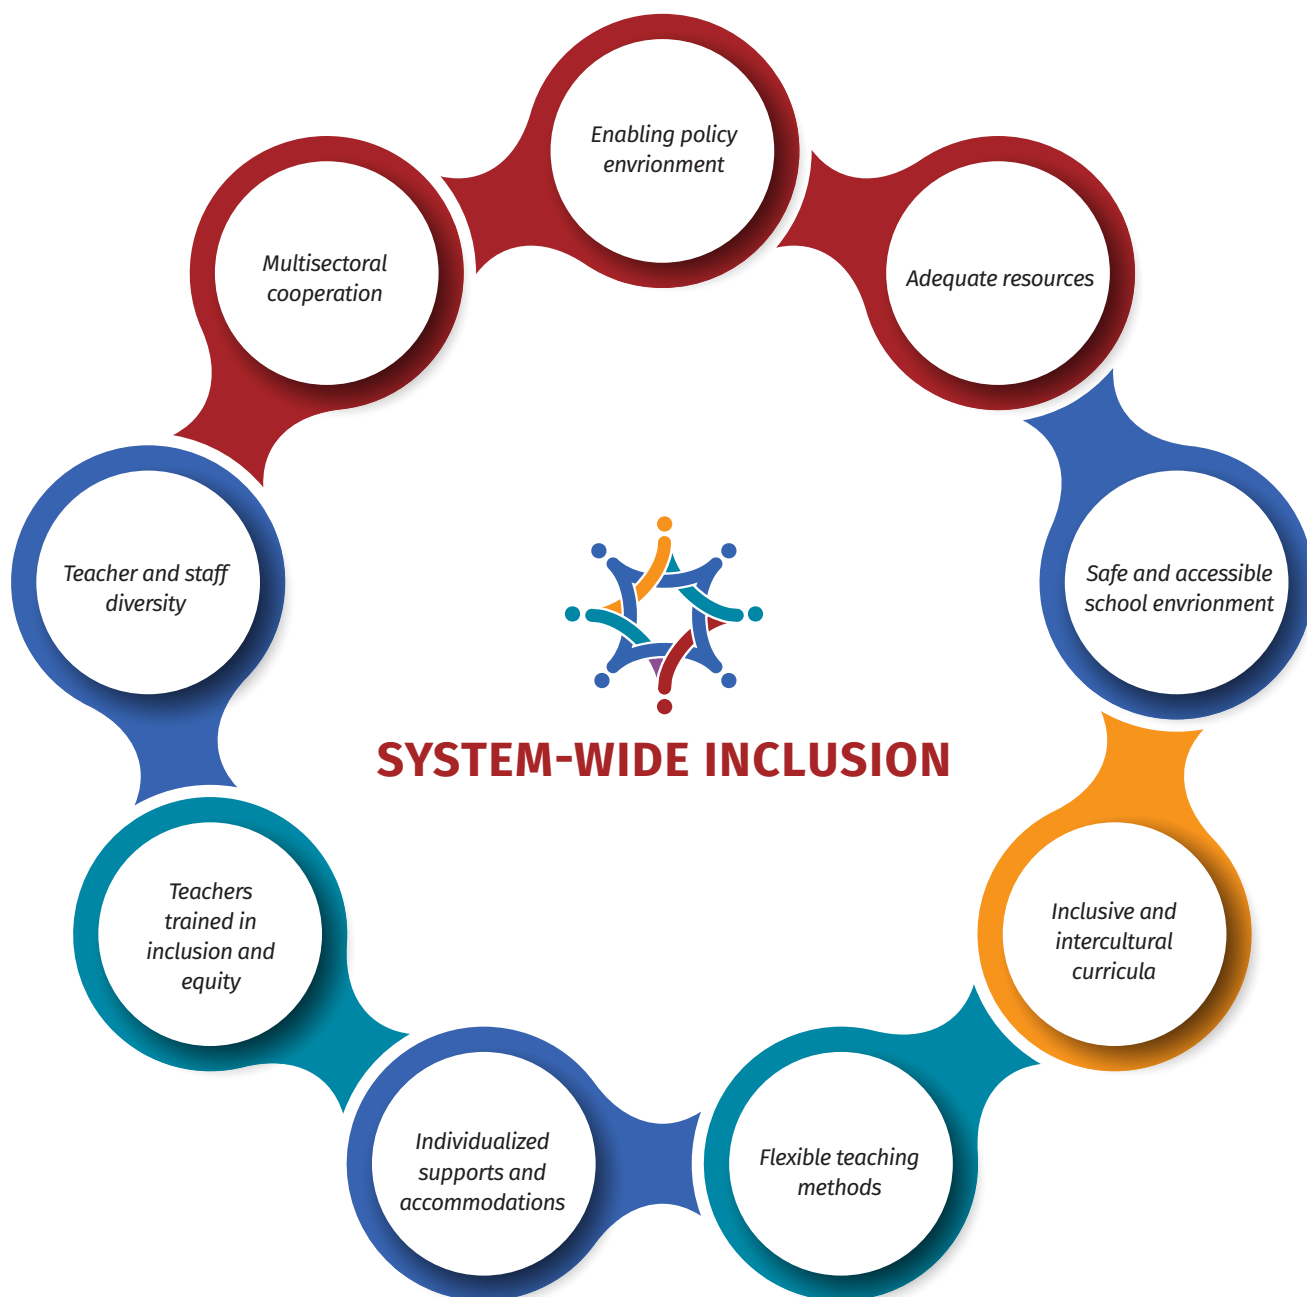 Enabling policy
envrionment
Adequate resources
Safe and accessible
school envrionment
Inclusive and
intercultural
curricula
Flexible teaching
methods
Individualized
supports and
accommodations
Teachers
trained in
inclusion and
equity
Teacher and staff
diversity
Multisectoral
cooperation
SYSTEM-WIDE INCLUSION